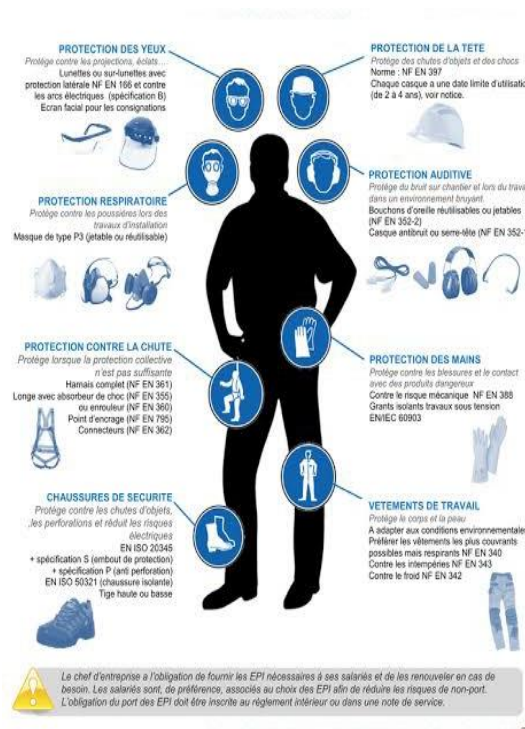 PROTECTION DES YEUX
Protège contre les projections, éclats…
Lunettes ou sur-lunettes avec
protection latérale NF EN 166 et contre
les arcs électriques (spécification B)
Ecran facial pour les consignations
PROTECTION DE LA TETE
Protège des chutes d'objets et des chocs
Norme : NF EN 397
Chaque casque a une date limite d'utilisatio
(de 2 à 4 ans), voir notice.
PROTECTION RESPIRATOIRE
Protège contre les poussières lors des
travaux d'installation
Masque de type P3 (jetable ou réutilisable)
PROTECTION AUDITIVE
Protège du bruit sur chantier et lors du trava
dans un environnement bruyant.
Bouchons d'oreille réutilisables ou jetables
(NF EN 352-2)
Casque antibruit ou serre-tête (NF EN 352-1
PROTECTION CONTRE LA CHUTE
Protège lorsque la protection collective
n'est pas suffisante
Harnais complet (NF EN 361)
Longe avec absorbeur de choc (NF EN 355)
ou enrouleur (NF EN 360)
Point d'encrage (NF EN 795)
Connecteurs (NF EN 362)
PROTECTION DES MAINS
Protège contre les blessures et le contact
avec des produits dangereux
Contre le risque mécanique NF EN 388
Grants isolants travaux sous tension
EN/IEC 60903
CHAUSSURES DE SECURITE
Protège contre les chutes d'objets,
,les perforations et réduit les risques
électriques
EN ISO 20345
+ spécification S (embout de protection)
+ spécification P (anti perforation)
EN ISO 50321 (chaussure isolante)
Tige haute ou basse
VETEMENTS DE TRAVAIL
Protège le corps et la peau
A adapter aux conditions environnementale
Préférer les vêtements les plus couvrants
possibles mais respirants NF EN 340
Contre les intempéries NF EN 343
Contre le froid NF EN 342
Le chef d'entreprise a l'obligation de fournir les EPI nécessaires à ses salariés et de les renouveler en cas de
besoin. Les salariés sont, de préférence, associés au choix des EPI afin de réduire les risques de non-port.
L'obligation du port des EPI doit être inscrite au règlement intérieur ou dans une note de service.